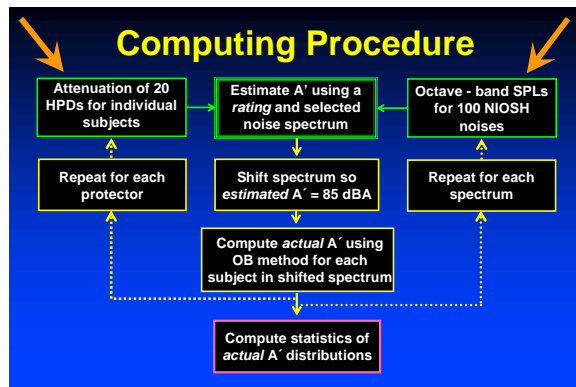 Computing Procedure
Attenuation of 20
HPDs for individual
subjects
Estimate A' using a
rating and selected
noise spectrum
Octave - band SPLs
for 100 NIOSH
noises
Repeat for each
protector
Shift spectrum so
estimated A´ = 85 dBA
Repeat for each
spectrum
Compute actual A´ using
OB method for each
subject in shifted spectrum
Compute statistics of
actual A´ distributions